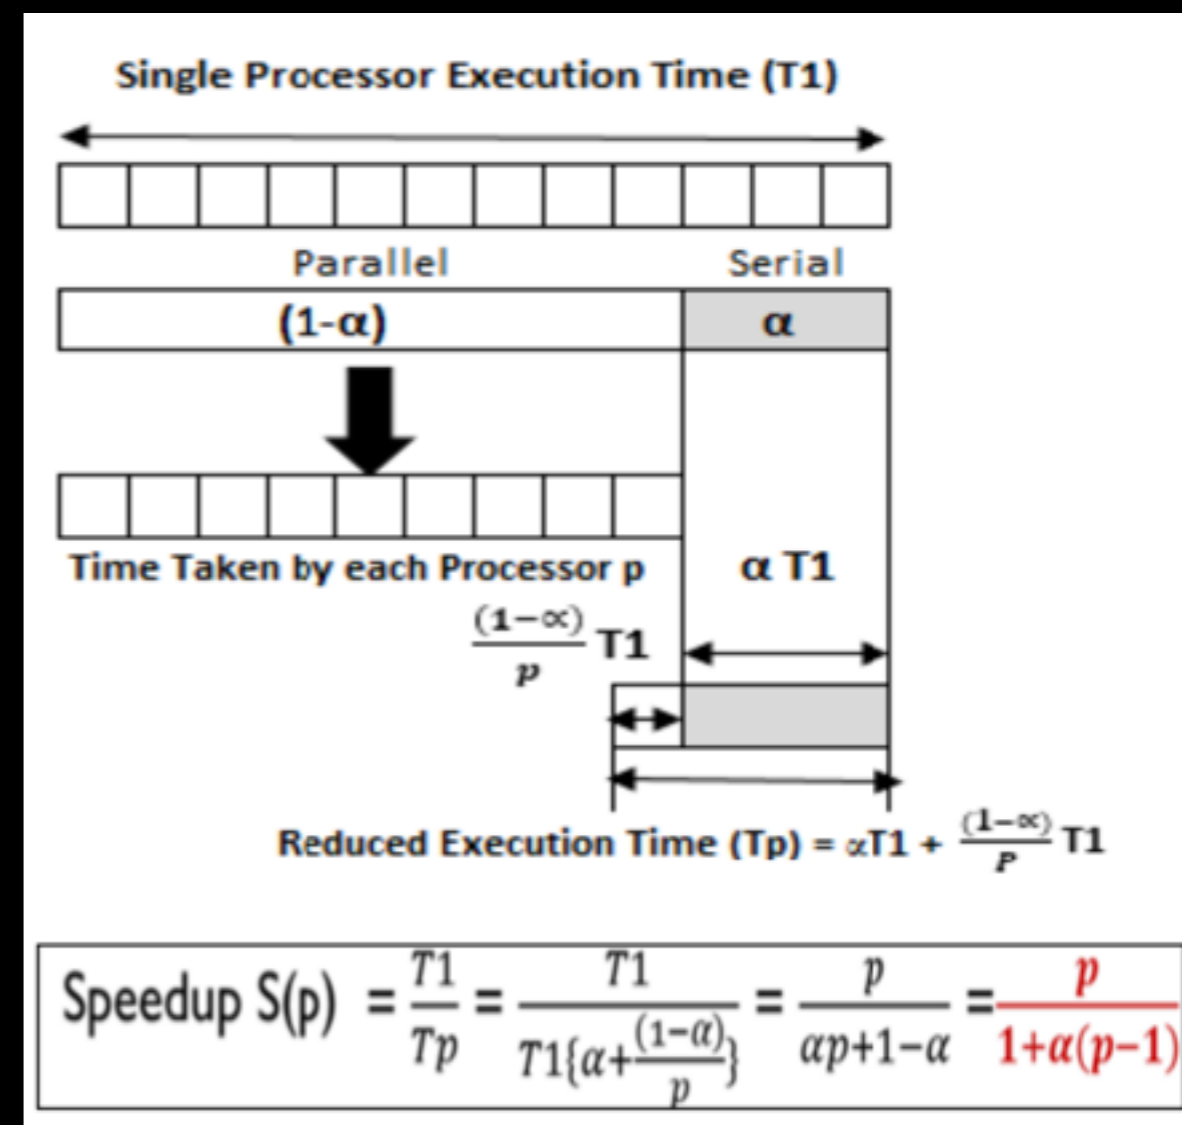 Single Processor Execution Time (T1)
Parallel Serial
(1-α) α
Time Taken by each Processor p α T1
(1−∝)/p T1
Reduced Execution Time (Tp) = αT1 + (1−∝)/P T1
Speedup S(p) = T1/Tp = T1/T1{α+(1−α)/p} = p/αp+1−α = p/1+α(p−1)